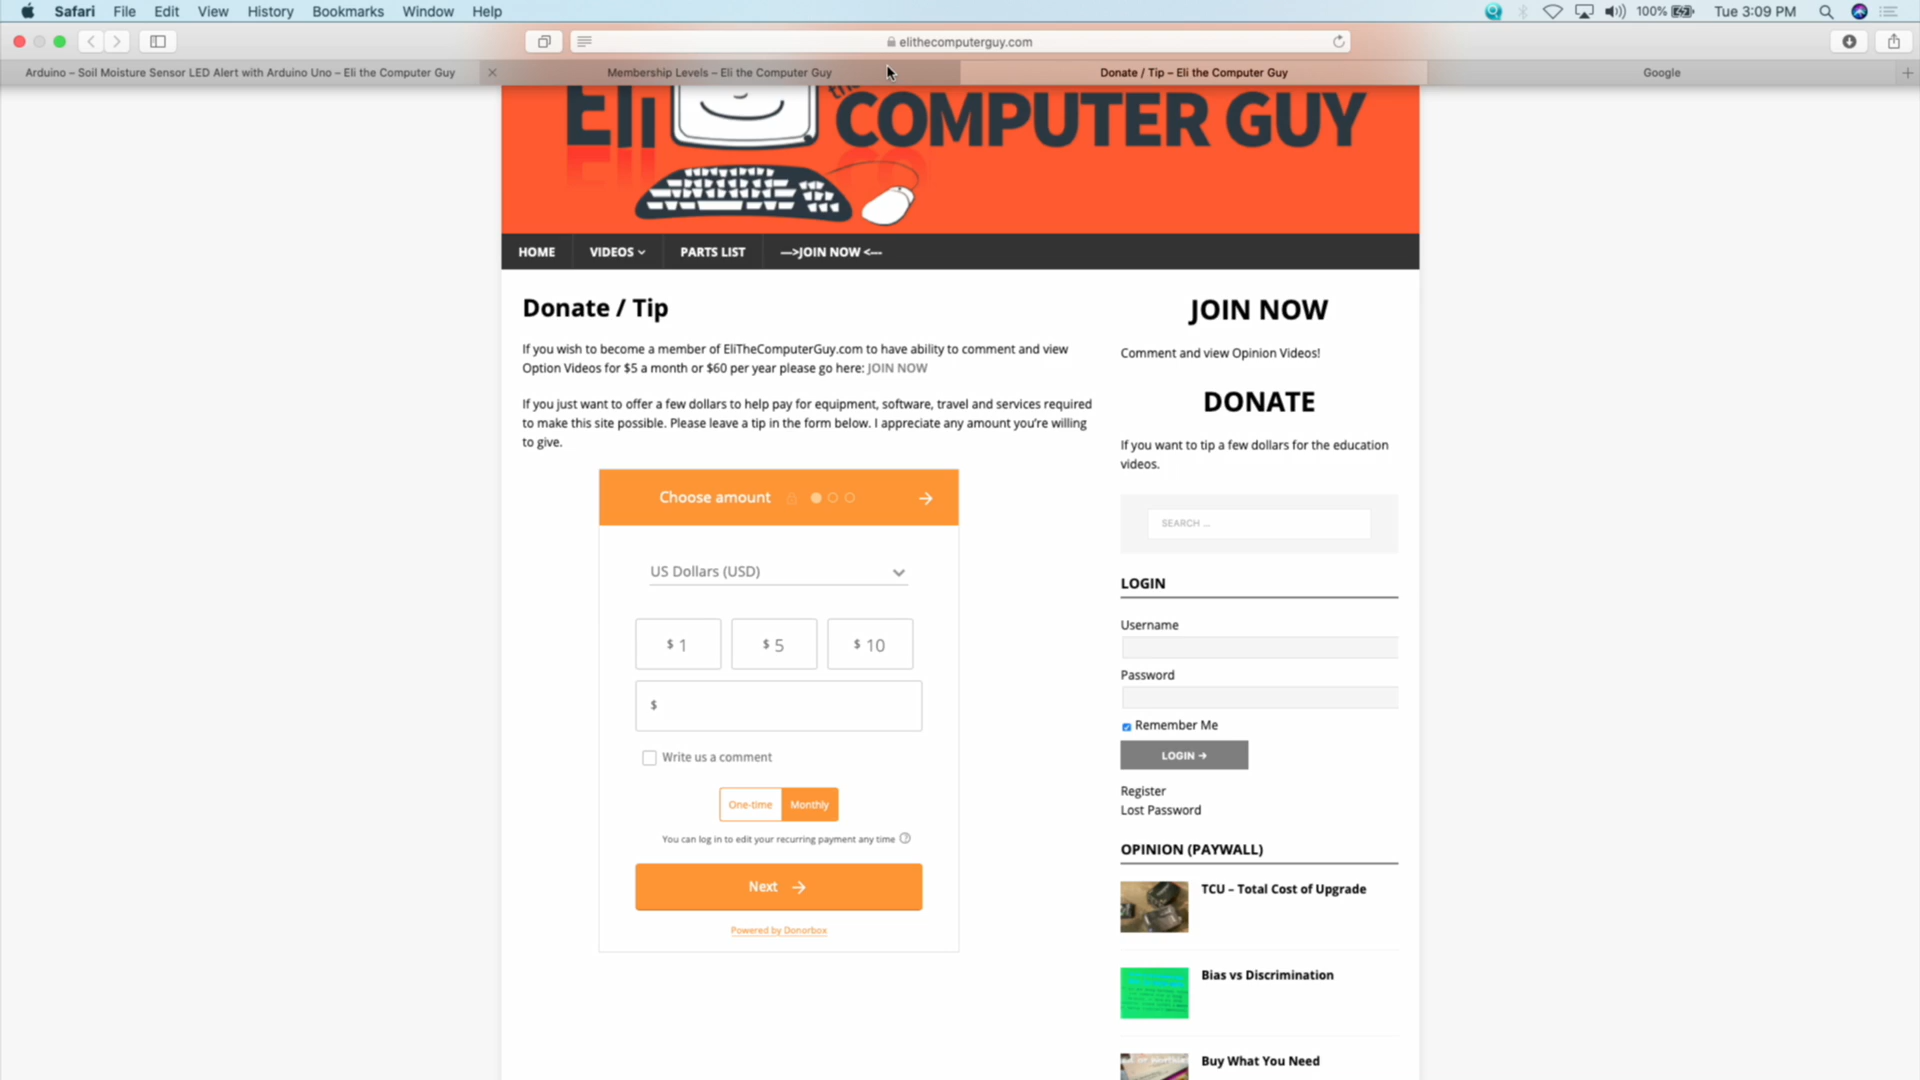 Safari File Edit View History Bookmarks Window Help 100% Tue 3:09 PM
elithecomputerguy.com
Arduino – Soil Moisture Sensor LED Alert with Arduino Uno – Eli the Computer Guy
Membership Levels – Eli the Computer Guy
Donate / Tip – Eli the Computer Guy
Google
Eli the COMPUTER GUY
HOME VIDEOS PARTS LIST --->JOIN NOW <---
Donate / Tip
If you wish to become a member of EliTheComputerGuy.com to have ability to comment and view
Option Videos for $5 a month or $60 per year please go here: JOIN NOW
If you just want to offer a few dollars to help pay for equipment, software, travel and services required
to make this site possible. Please leave a tip in the form below. I appreciate any amount you're willing
to give.
Choose amount
US Dollars (USD)
$ 1 $ 5 $ 10
$
Write us a comment
One-time Monthly
You can log in to edit your recurring payment any time ?
Next →
Powered by Donorbox
JOIN NOW
Comment and view Opinion Videos!
DONATE
If you want to tip a few dollars for the education
videos.
SEARCH ...
LOGIN
Username
Password
Remember Me
LOGIN →
Register
Lost Password
OPINION (PAYWALL)
TCU – Total Cost of Upgrade
Bias vs Discrimination
Buy What You Need